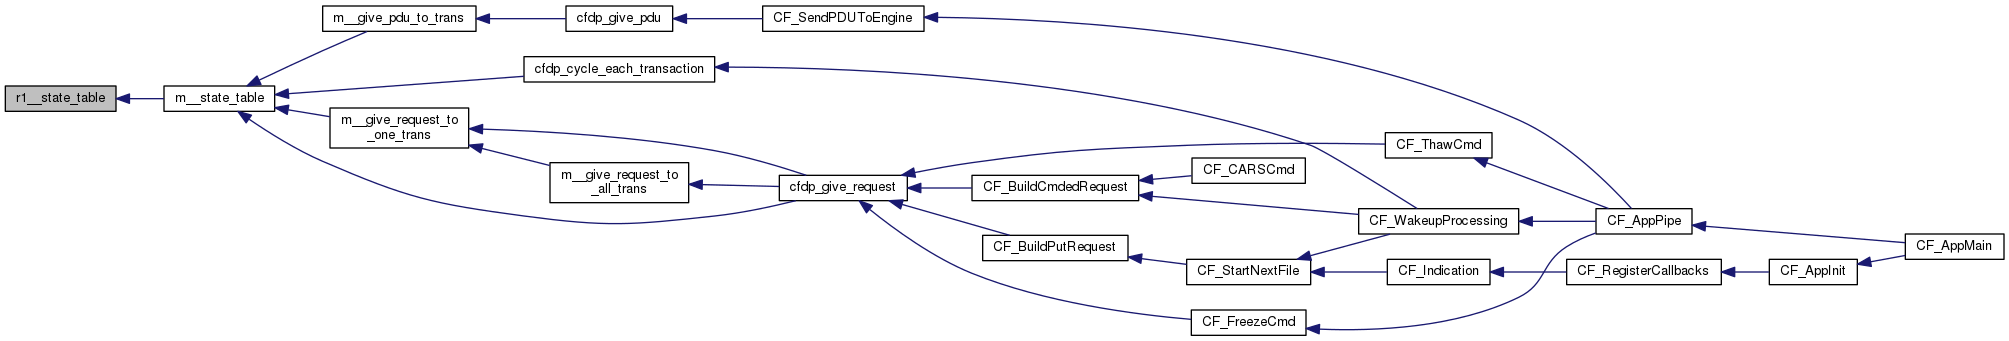 m__give_pdu_to_trans
cfdp_give_pdu
CF_SendPDUToEngine
cfdp_cycle_each_transaction
r1__state_table
m__state_table
m__give_request_to
_one_trans
CF_ThawCmd
m__give_request_to
_all_trans
cfdp_give_request
CF_BuildCmdedRequest
CF_CARSCmd
CF_WakeupProcessing
CF_AppPipe
CF_BuildPutRequest
CF_AppMain
CF_StartNextFile
CF_Indication
CF_RegisterCallbacks
CF_AppInit
CF_FreezeCmd